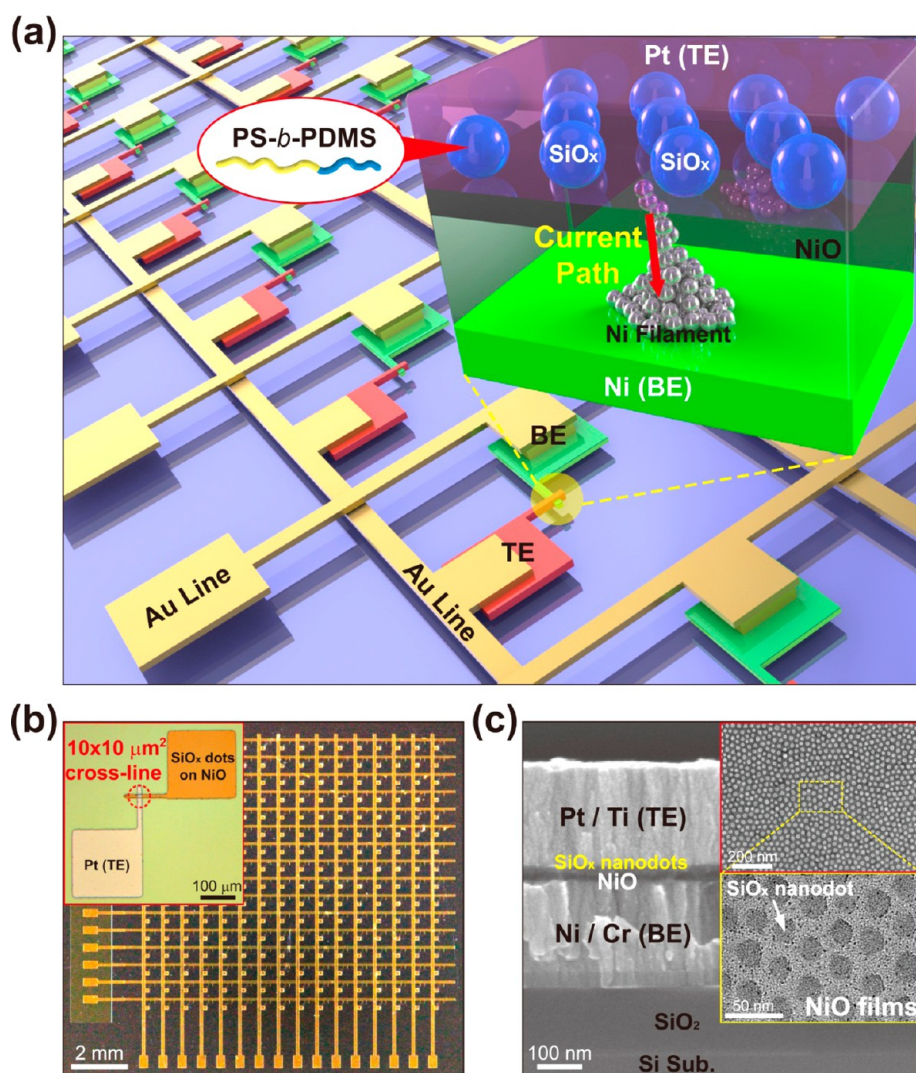 (a)
Pt (TE)
PS-b-PDMS
SiOₓ
SiOₓ
Current
Path
NiO
Ni Filament
Ni (BE)
BE
TE
Au Line
Au Line
(b)
10x10 μm²
cross-line
SiOₓ dots
on NiO
Pt (TE)
100 μm
2 mm
(c)
Pt / Ti (TE)
SiOₓ nanodots
NiO
Ni / Cr (BE)
SiO₂
Si Sub.
100 nm
200 nm
SiOₓ nanodot
50 nm
NiO films